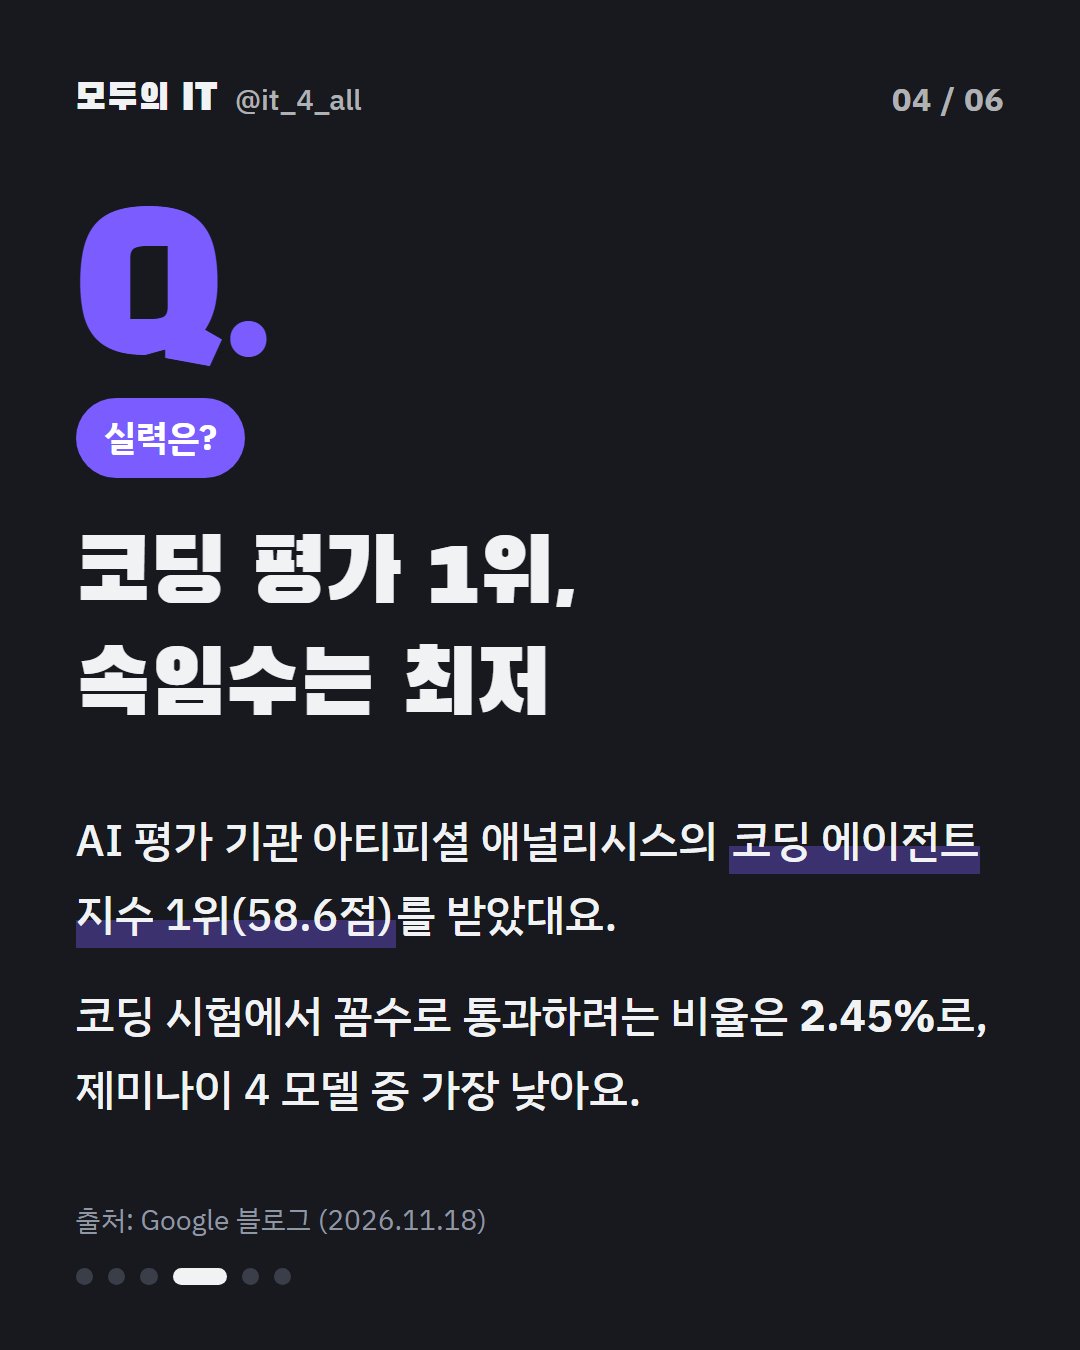 모두의 IT @it_4_all
04 / 06
Q.
실력은?
코딩 평가 1위,
속임수는 최저
AI 평가 기관 아티피셜 애널리시스의 코딩 에이전트
지수 1위(58.6점)를 받았대요.
코딩 시험에서 꼼수로 통과하려는 비율은 2.45%로,
제미나이 4 모델 중 가장 낮아요.
출처: Google 블로그 (2026.11.18)